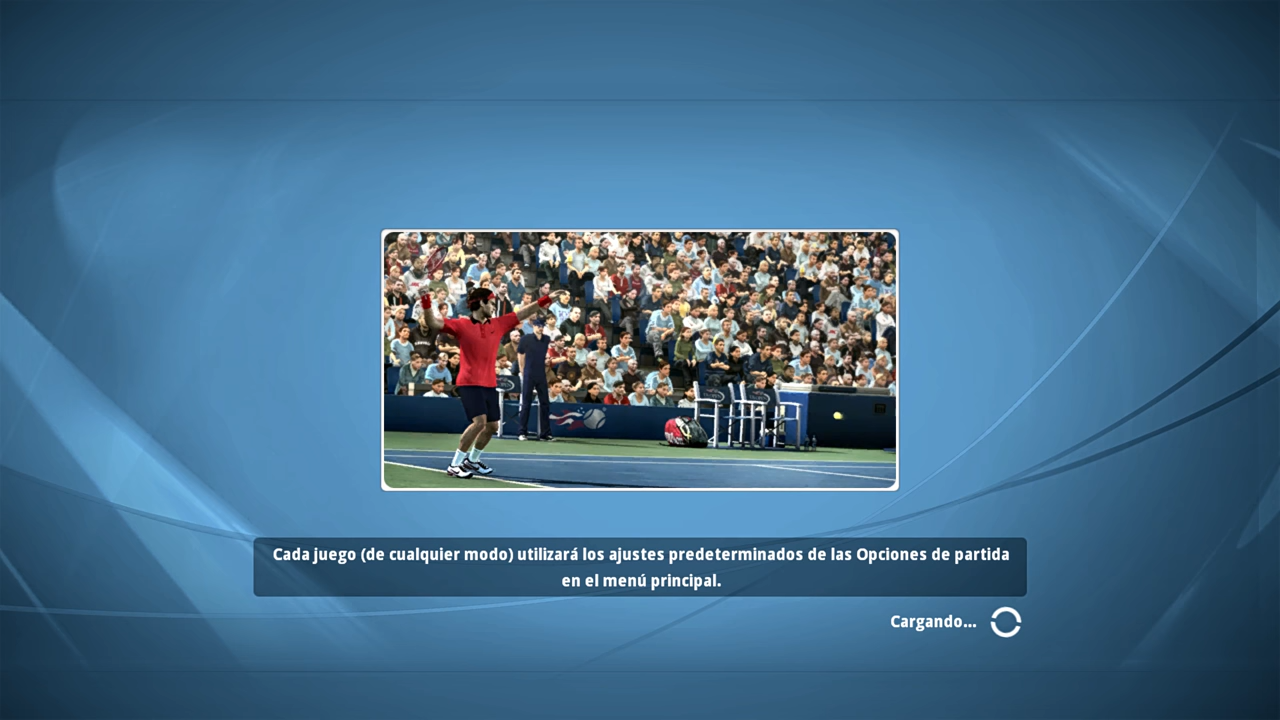 Cada juego (de cualquier modo) utilizará los ajustes predeterminados de las Opciones de partida
en el menú principal.
Cargando...